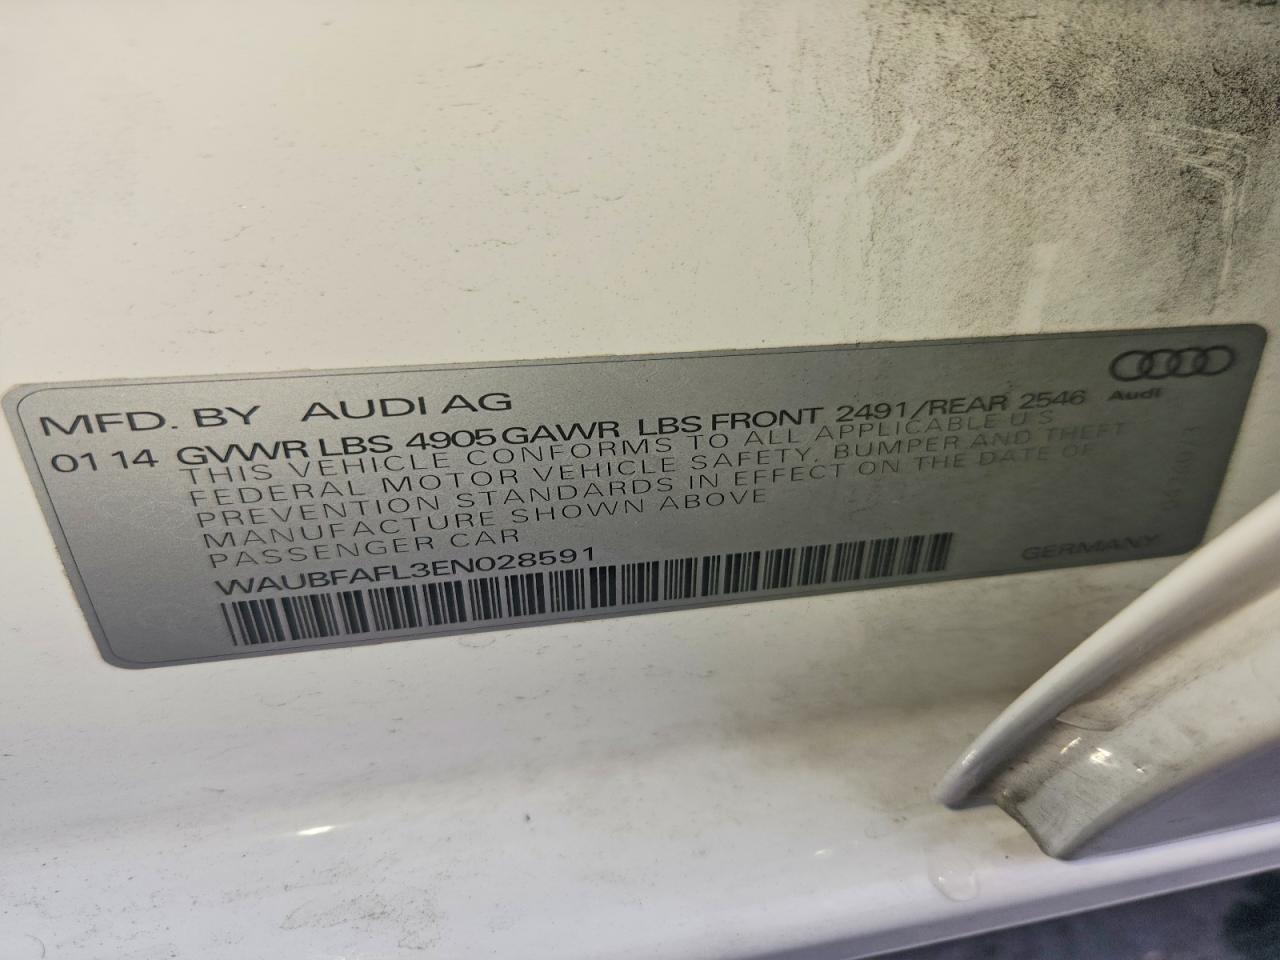 MFD. BY AUDI AG
01 14 GVWR LBS 4905 GAWR LBS FRONT 2491/REAR 2546
Audi
THIS VEHICLE CONFORMS TO ALL APPLICABLE U S
FEDERAL MOTOR VEHICLE SAFETY, BUMPER AND THEFT
PREVENTION STANDARDS IN EFFECT ON THE DATE OF
MANUFACTURE SHOWN ABOVE
PASSENGER CAR
WAUBFAFL3EN028591
GERMANY